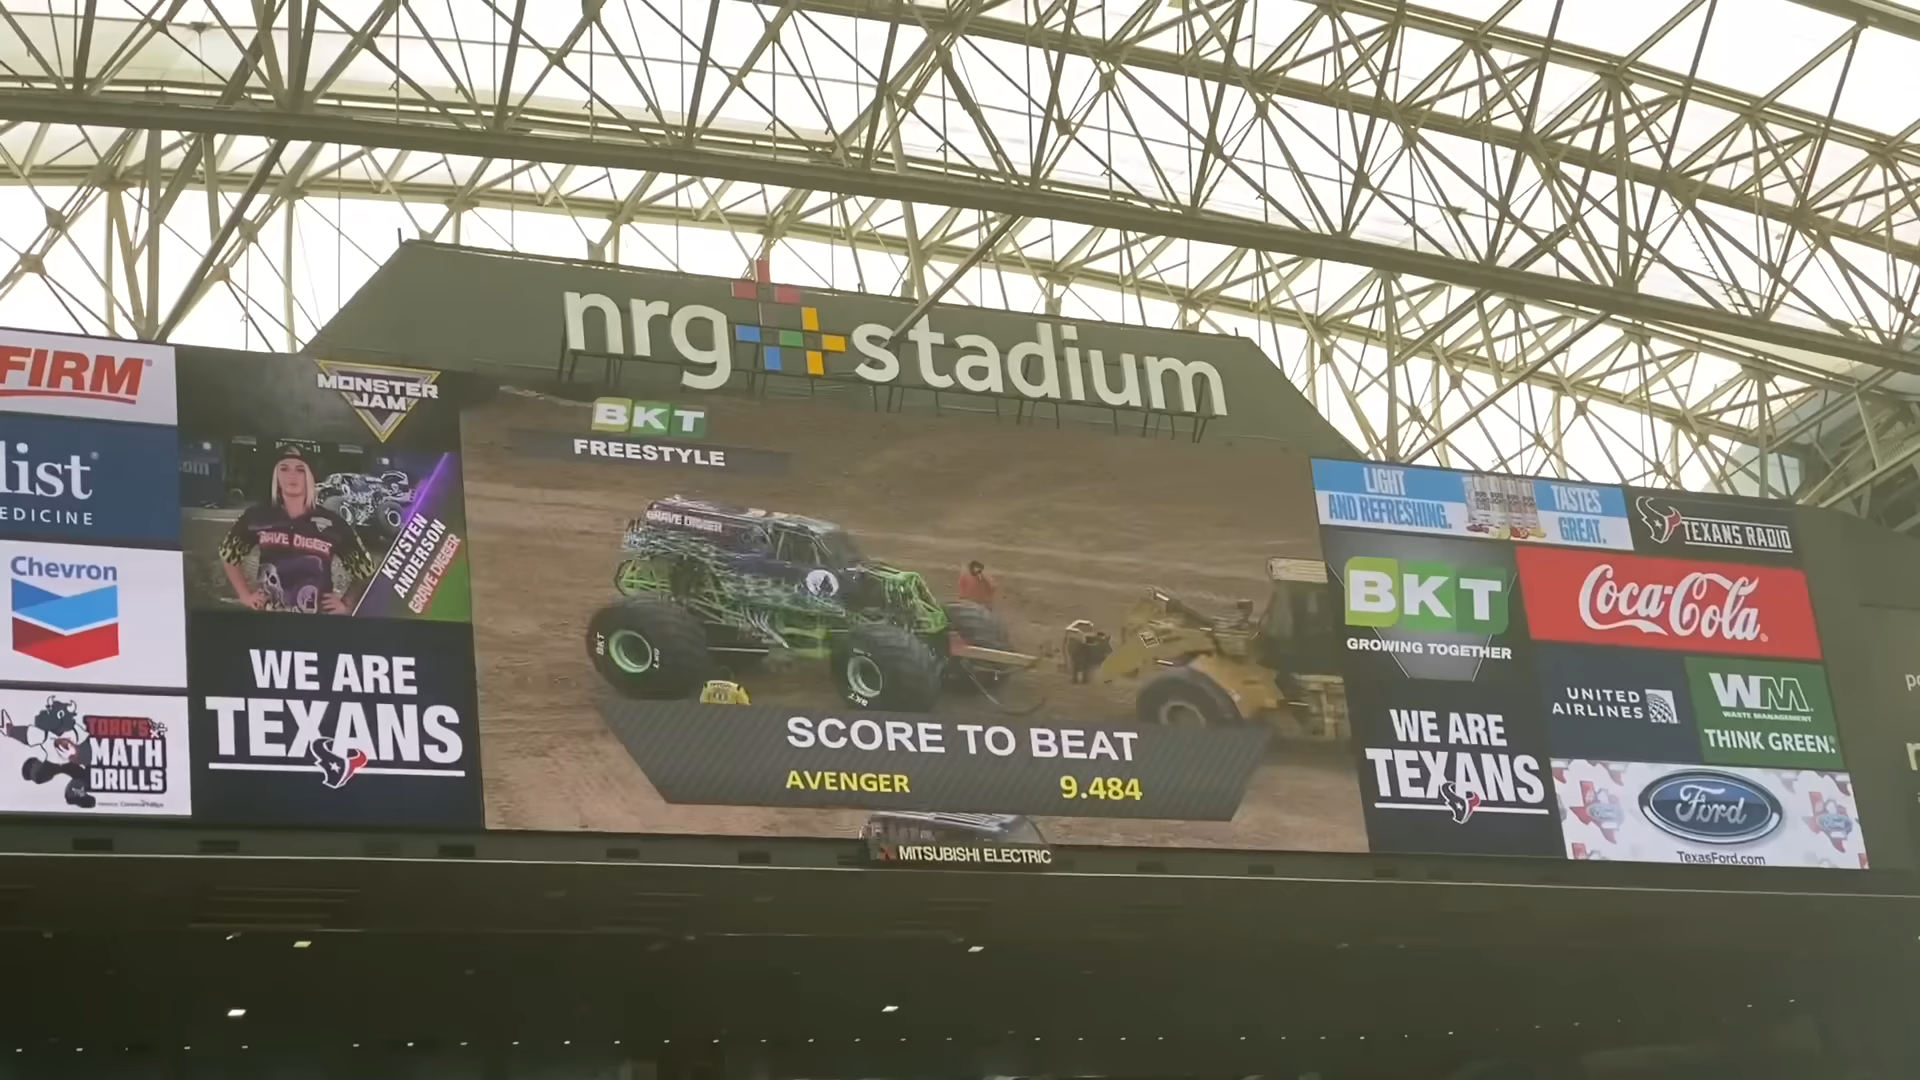 nrg stadium
FIRM
list
EDICINE
Chevron
TORO'S
MATH
DRILLS
MONSTER
JAM
GRAVE DIGGER
KRYSTEN
ANDERSON
GRAVE DIGGER
WE ARE
TEXANS
BKT
FREESTYLE
GRAVE DIGGER
BKT
BKT
SCORE TO BEAT
AVENGER 9.484
MITSUBISHI ELECTRIC
LIGHT
AND REFRESHING.
TASTES
GREAT.
TEXANS RADIO
BKT
GROWING TOGETHER
Coca-Cola
UNITED
AIRLINES
WM
WASTE MANAGEMENT
THINK GREEN.
WE ARE
TEXANS
Ford
TexasFord.com